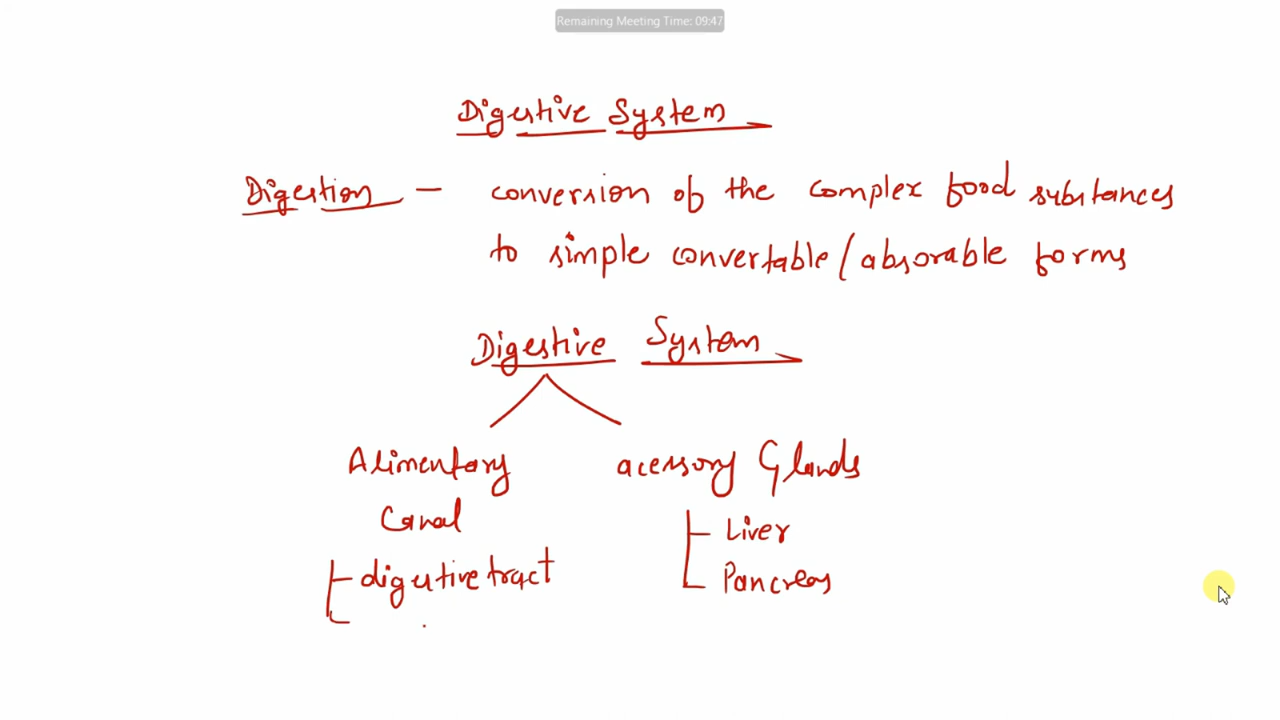 Remaining Meeting Time: 09:47
Digestive System
Digestion - conversion of the complex food substances
to simple convertable / absorable forms
Digestive System
Alimentary acessory Glands
Canal
Liver
digestive tract
Pancreas